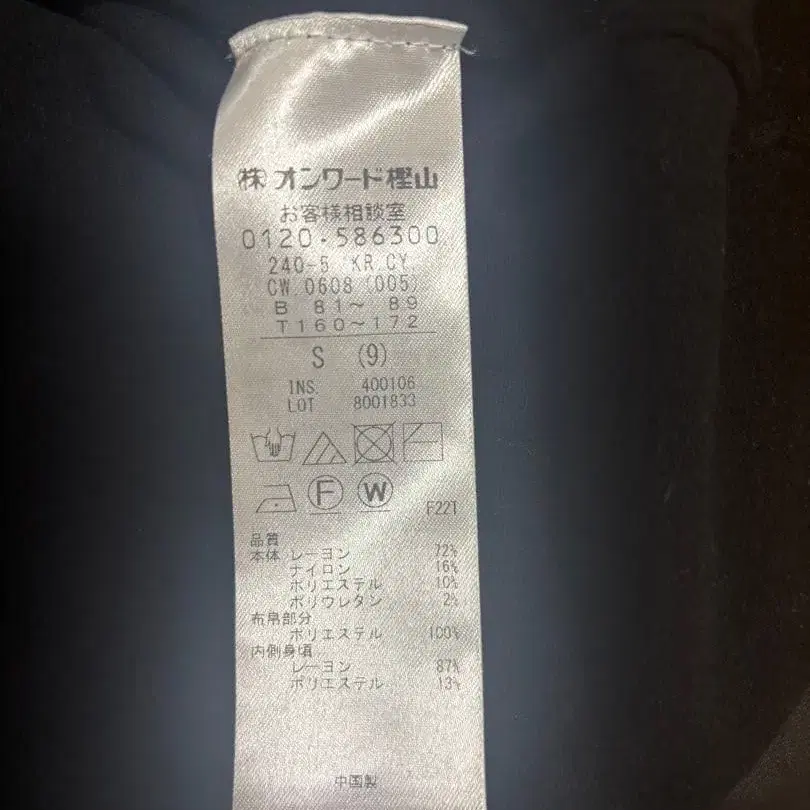 ㈱ オンワード樫山
お客様相談室
0120・586300
240-5 KR.CY
CW.0608 (005)
B 81～ 89
T160～172
S (9)
INS. 400106
LOT 8001833
F
W
F22T
品質
本体 レーヨン 72%
ナイロン 16%
ポリエステル 10%
ポリウレタン 2%
布帛部分
ポリエステル 100%
内側身頃
レーヨン 87%
ポリエステル 13%
中国製